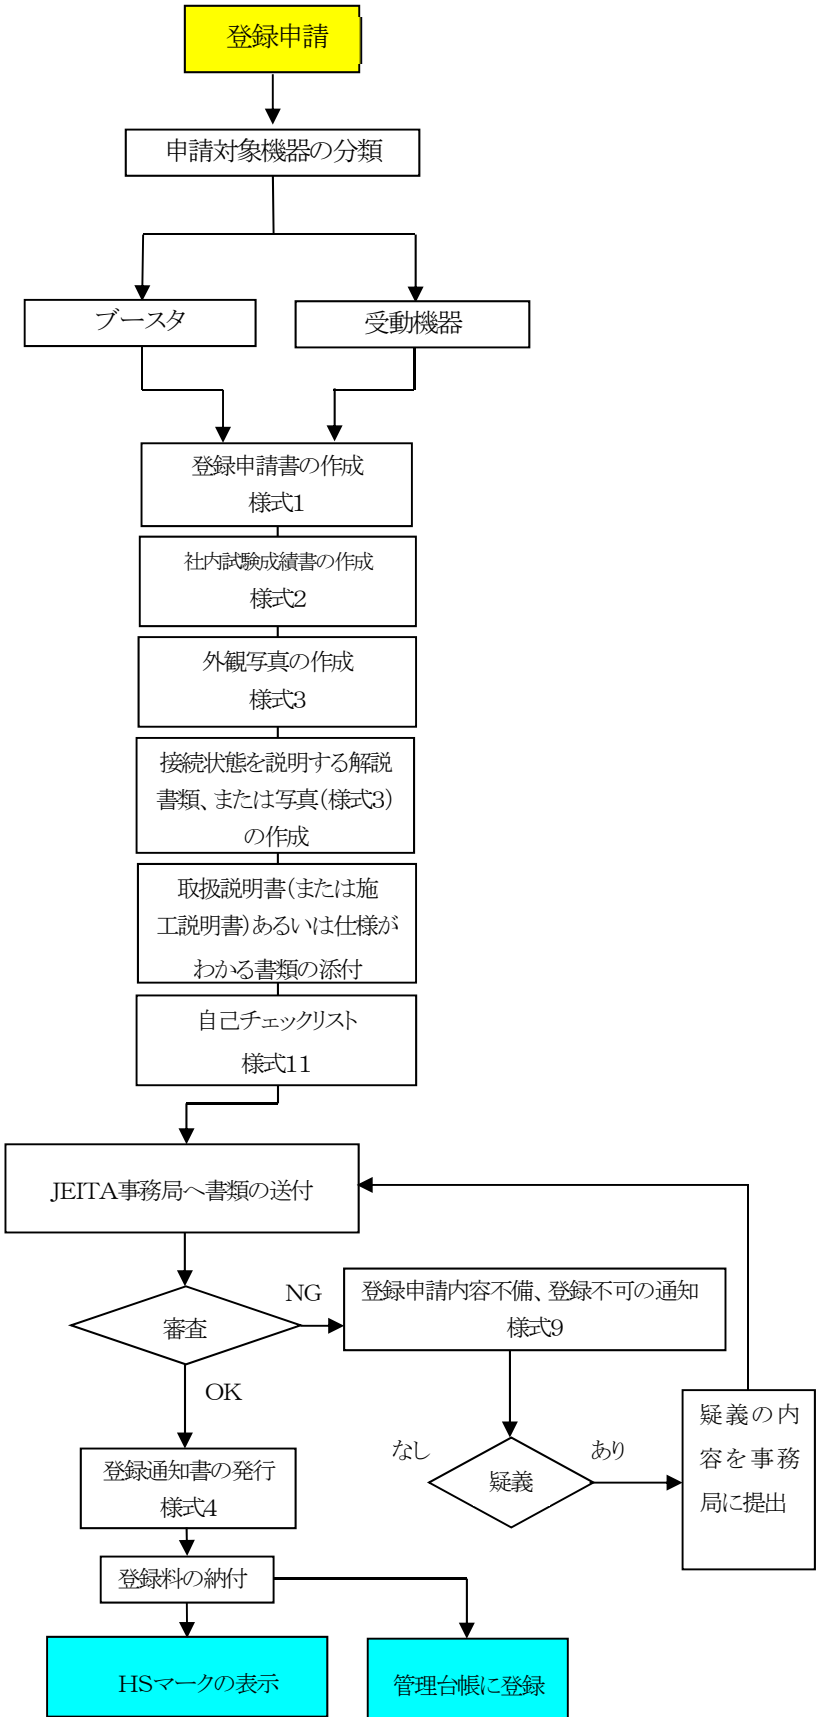 登録申請
申請対象機器の分類
ブースタ
受動機器
登録申請書の作成
様式1
社内試験成績書の作成
様式2
外観写真の作成
様式3
接続状態を説明する解説
書類、または写真(様式3)
の作成
取扱説明書(または施
工説明書)あるいは仕様が
わかる書類の添付
自己チェックリスト
様式11
JEITA事務局へ書類の送付
審査
NG
登録申請内容不備、登録不可の通知
様式9
OK
なし
疑義
あり
疑義の内
容を事務
局に提出
登録通知書の発行
様式4
登録料の納付
HSマークの表示
管理台帳に登録